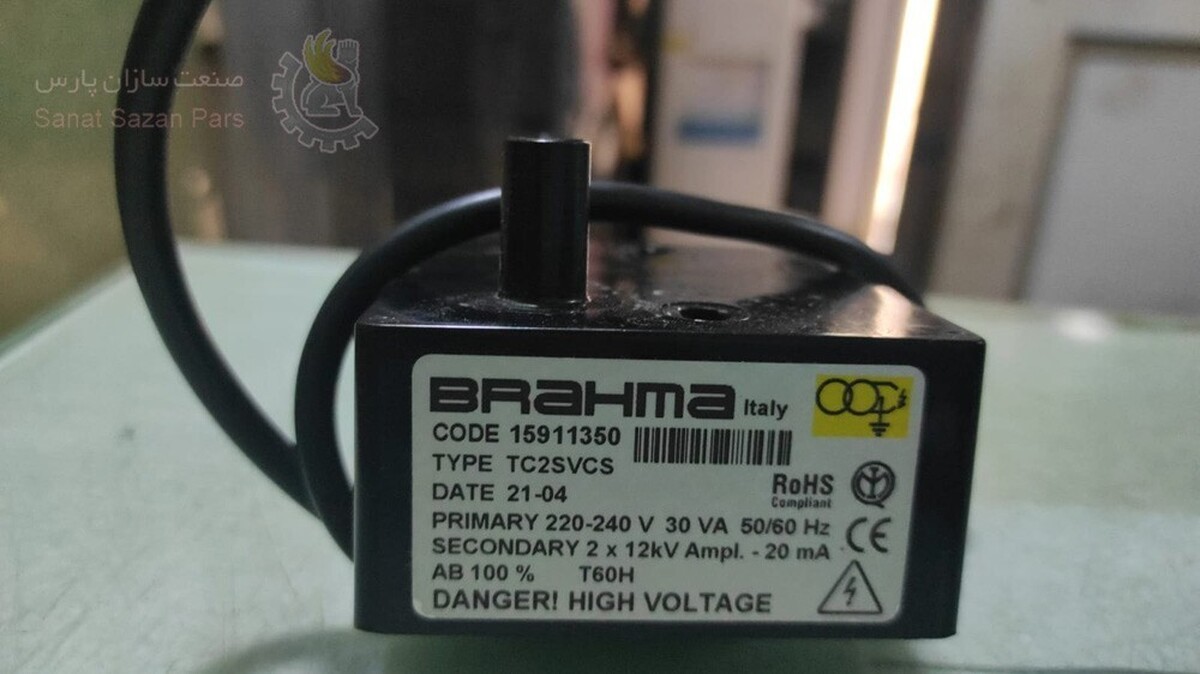 صنعت سازان پارس
Sanat Sazan Pars
BRAHMA Italy
CODE 15911350
TYPE TC2SVCS
DATE 21-04
RoHS
Compliant
PRIMARY 220-240 V 30 VA 50/60 Hz
CE
SECONDARY 2 x 12kV Ampl. - 20 mA
AB 100 % T60H
DANGER! HIGH VOLTAGE